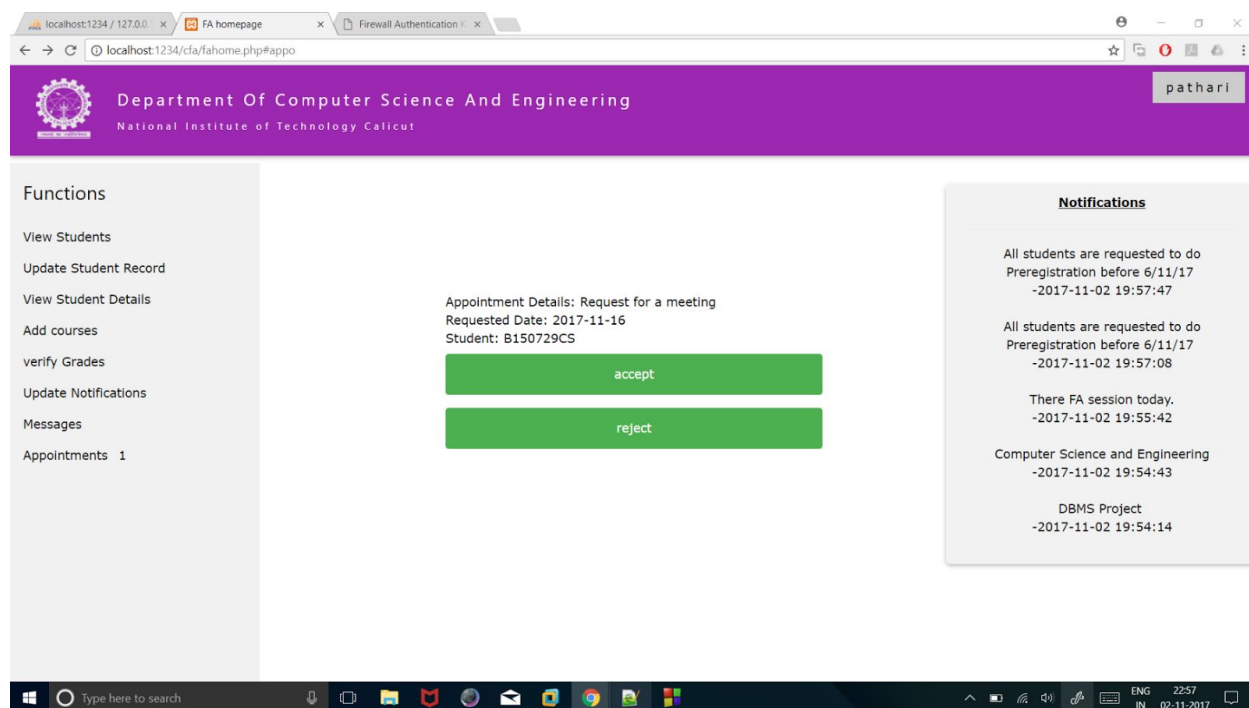 localhost:1234 / 127.0.0.
FA homepage
Firewall Authentication K
localhost:1234/cfa/fahome.php#appo
Department Of Computer Science And Engineering
National Institute of Technology Calicut
pathari
Functions
View Students
Update Student Record
View Student Details
Add courses
verify Grades
Update Notifications
Messages
Appointments 1
Appointment Details: Request for a meeting
Requested Date: 2017-11-16
Student: B150729CS
accept
reject
Notifications
All students are requested to do
Preregistration before 6/11/17
-2017-11-02 19:57:47
All students are requested to do
Preregistration before 6/11/17
-2017-11-02 19:57:08
There FA session today.
-2017-11-02 19:55:42
Computer Science and Engineering
-2017-11-02 19:54:43
DBMS Project
-2017-11-02 19:54:14
Type here to search
ENG
IN
22:57
02-11-2017